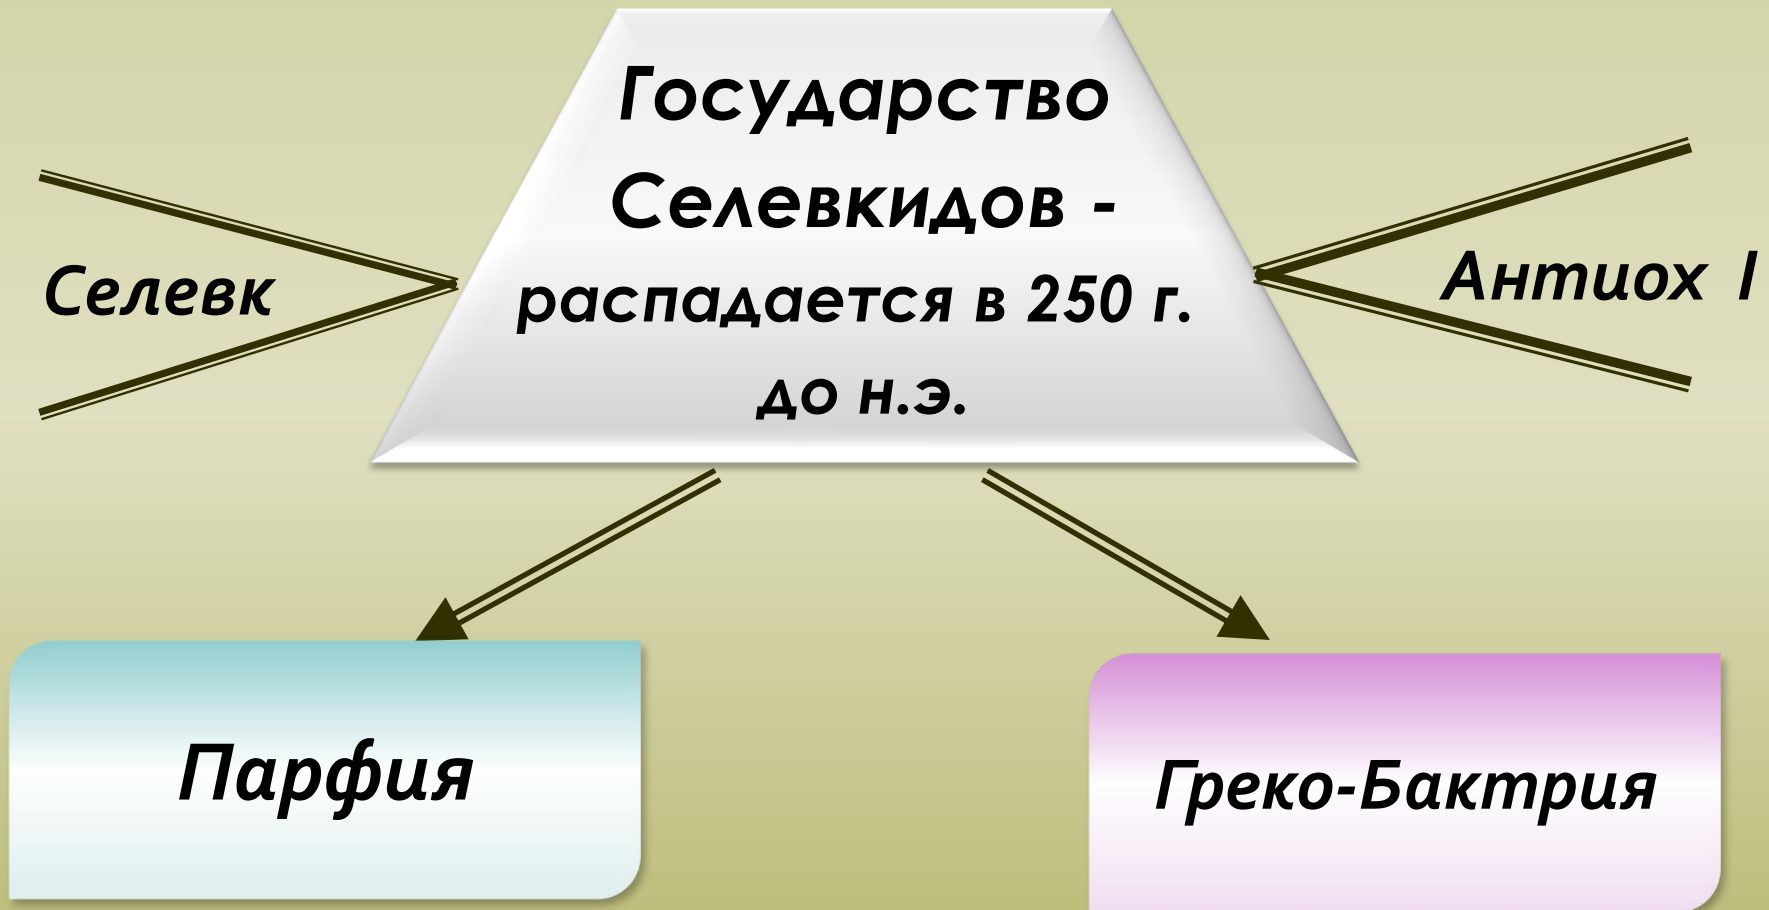 Государство
Селевкидов -
распадается в 250 г.
до н.э.
Селевк
Антиох I
Парфия
Греко-Бактрия